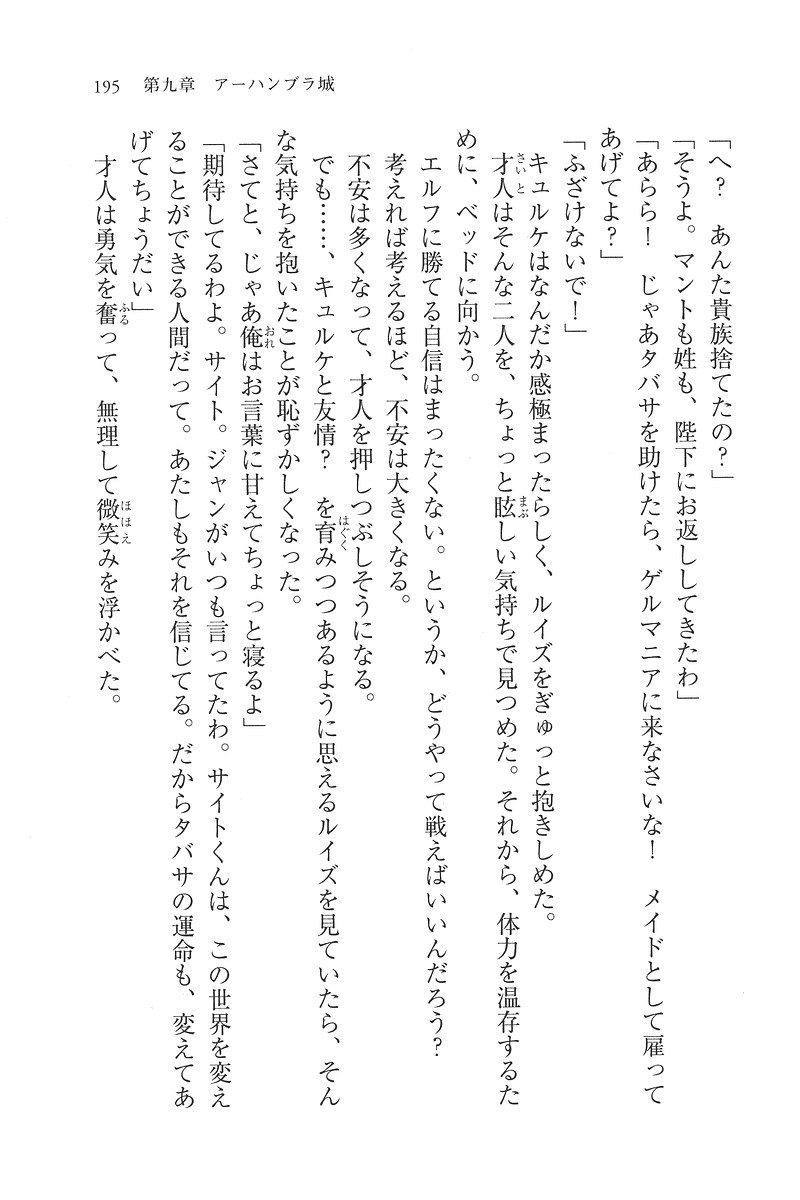 195　第九章　アーハンブラ城
「へ？　あんた貴族捨てたの？」
「そうよ。マントも姓も、陛下にお返ししてきたわ」
「あらら！　じゃあタバサを助けたら、ゲルマニアに来なさいな！　メイドとして雇って
あげてよ？」
「ふざけないで！」
キュルケはなんだか感極まったらしく、ルイズをぎゅっと抱きしめた。
才人はそんな二人を、ちょっと眩しい気持ちで見つめた。それから、体力を温存するた
めに、ベッドに向かう。
エルフに勝てる自信はまったくない。というか、どうやって戦えばいいんだろう？
考えれば考えるほど、不安は大きくなる。
不安は多くなって、才人を押しつぶしそうになる。
でも……、キュルケと友情？　を育みつつあるように思えるルイズを見ていたら、そん
な気持ちを抱いたことが恥ずかしくなった。
「さてと、じゃあ俺はお言葉に甘えてちょっと寝るよ」
「期待してるわよ。サイト。ジャンがいつも言ってたわ。サイトくんは、この世界を変え
ることができる人間だって。あたしもそれを信じてる。だからタバサの運命も、変えてあ
げてちょうだい」
才人は勇気を奮って、無理して微笑みを浮かべた。